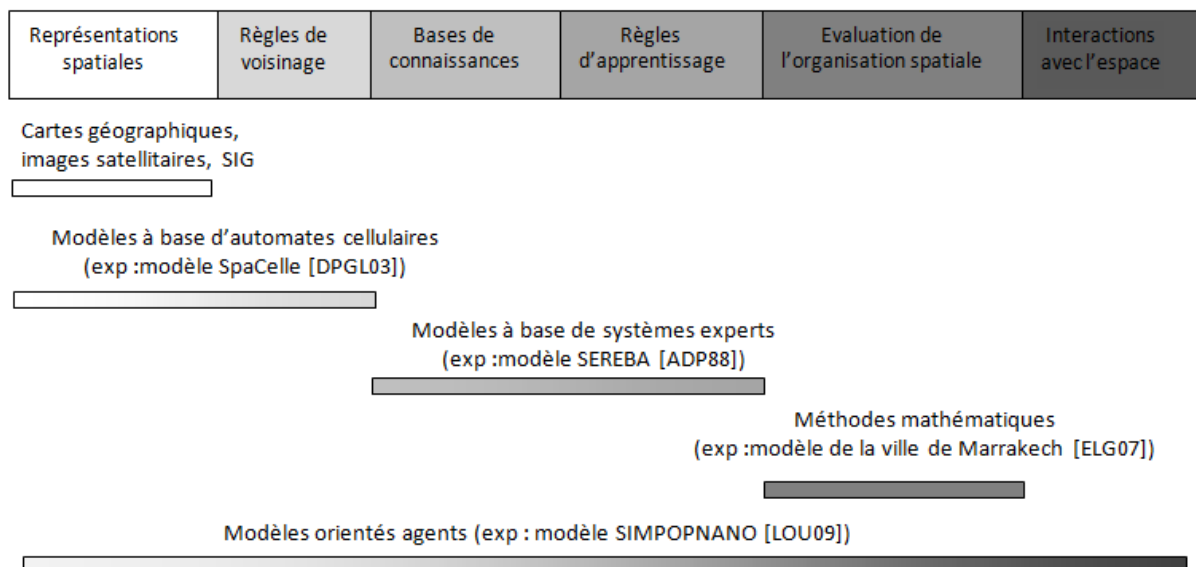 Représentations
spatiales
Règles de
voisinage
Bases de
connaissances
Règles
d'apprentissage
Evaluation de
l'organisation spatiale
Interactions
avec l'espace
Cartes géographiques,
images satellitaires, SIG
Modèles à base d'automates cellulaires
(exp :modèle SpaCelle [DPGL03])
Modèles à base de systèmes experts
(exp :modèle SEREBA [ADP88])
Méthodes mathématiques
(exp :modèle de la ville de Marrakech [ELG07])
Modèles orientés agents (exp : modèle SIMPOPNANO [LOU09])